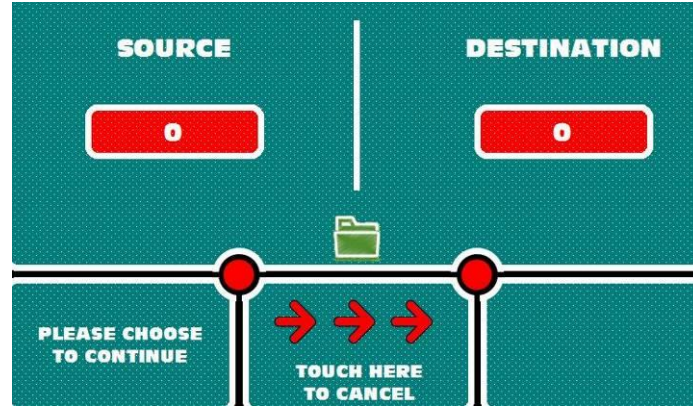 SOURCE
DESTINATION
0
0
PLEASE CHOOSE
TO CONTINUE
TOUCH HERE
TO CANCEL